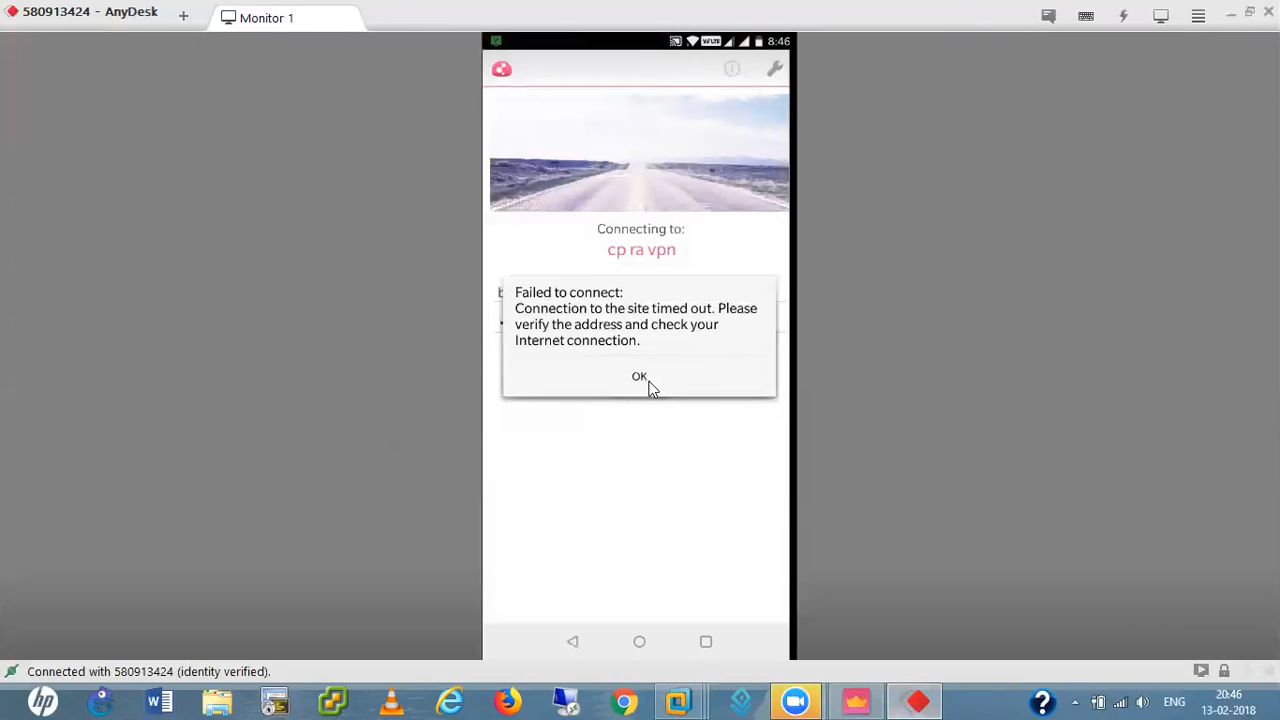 580913424 - AnyDesk
Monitor 1
8:46
Connecting to:
cp ra vpn
Failed to connect:
Connection to the site timed out. Please
verify the address and check your
Internet connection.
OK
Connected with 580913424 (identity verified).
ENG
20:46
13-02-2018